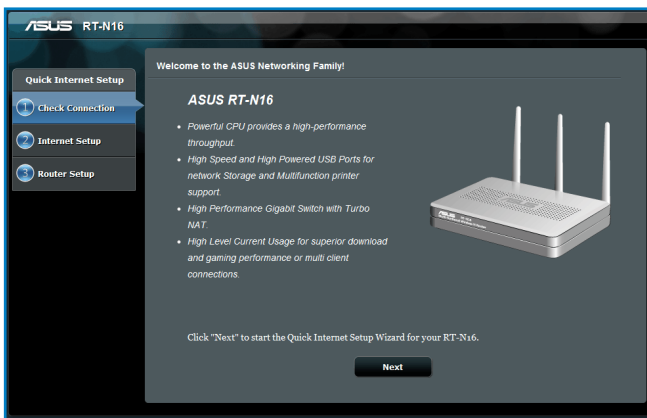 ASUS RT-N16
Quick Internet Setup
1 Check Connection
2 Internet Setup
3 Router Setup
Welcome to the ASUS Networking Family!
ASUS RT-N16
• Powerful CPU provides a high-performance
throughput.
• High Speed and High Powered USB Ports for
network Storage and Multifunction printer
support.
• High Performance Gigabit Switch with Turbo
NAT.
• High Level Current Usage for superior download
and gaming performance or multi client
connections.
ASUS
Click "Next" to start the Quick Internet Setup Wizard for your RT-N16.
Next